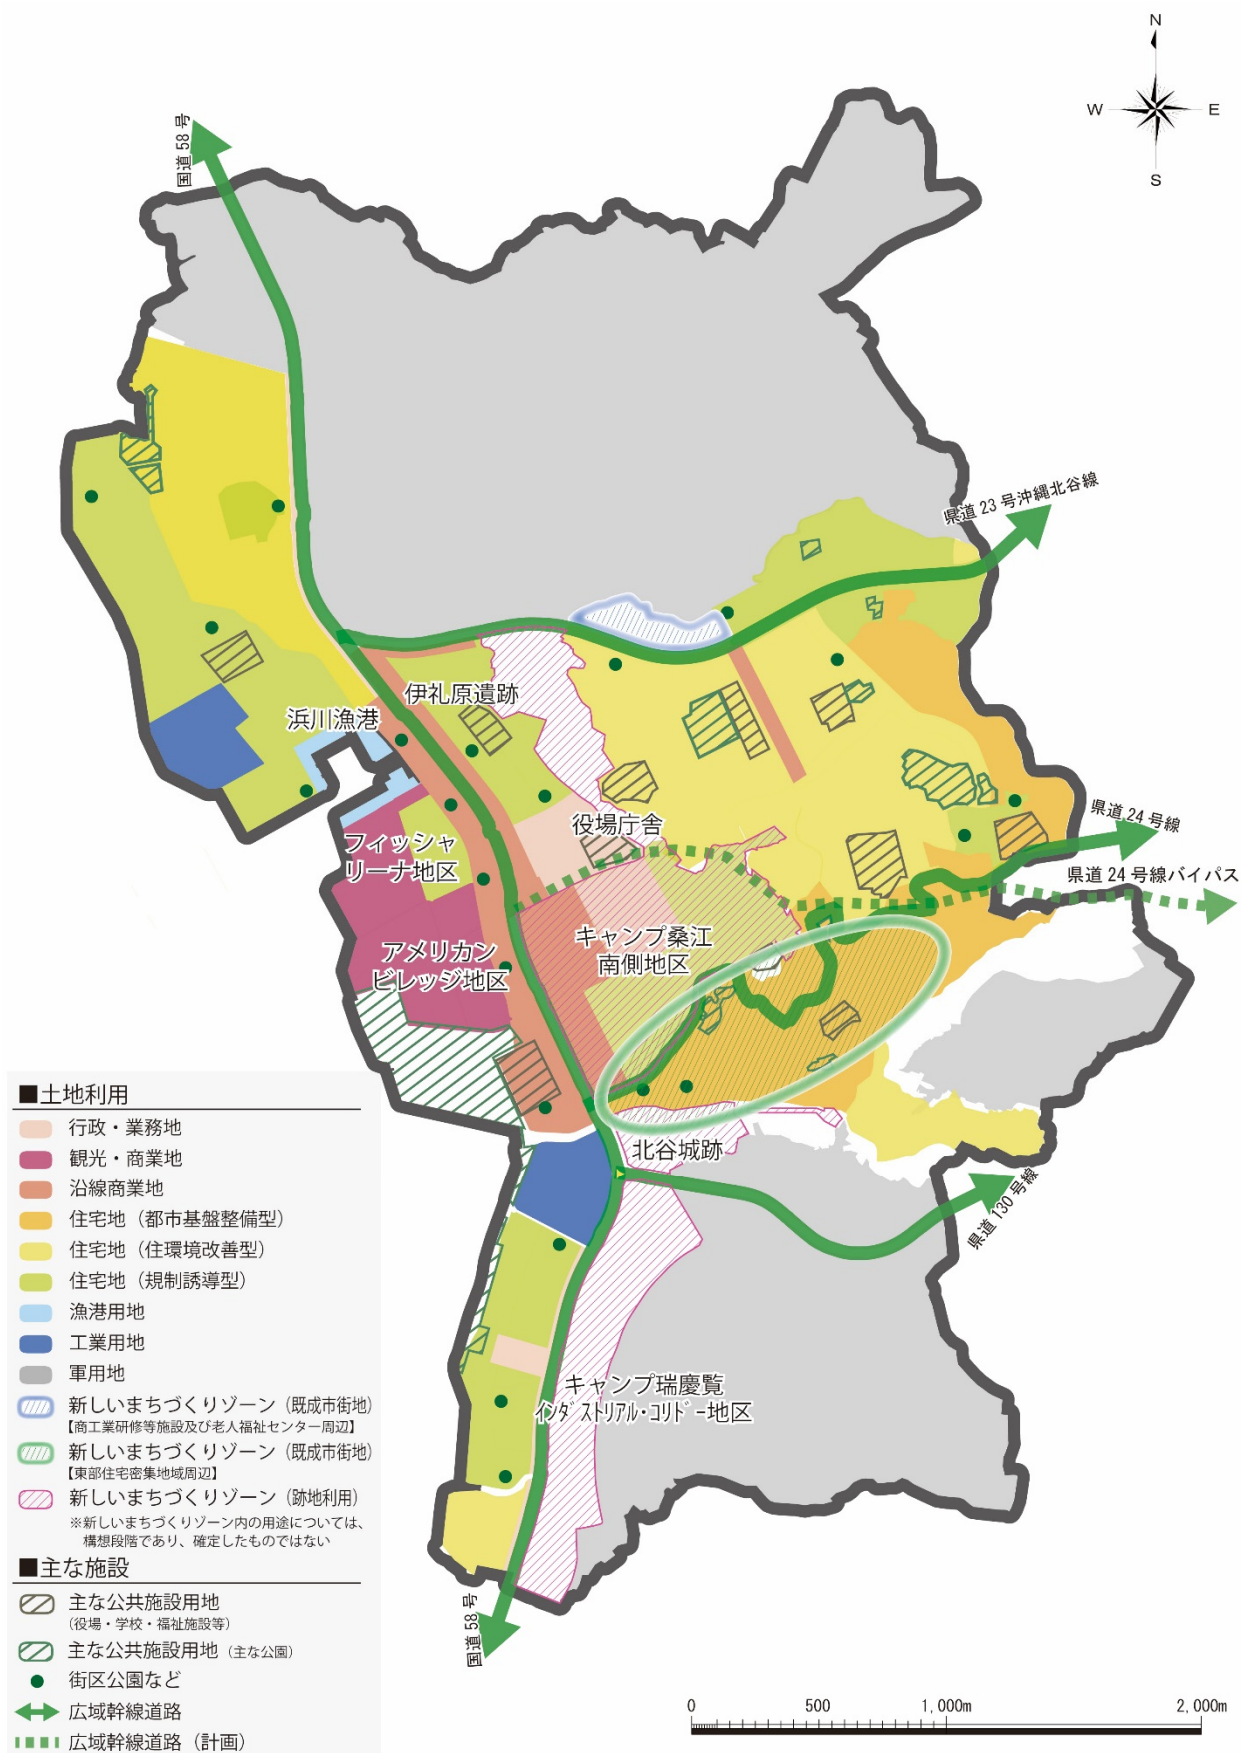 N
W
E
S
国道58号
県道23号沖縄北谷線
伊礼原遺跡
浜川漁港
県道24号線
役場庁舎
フィッシャ
リーナ地区
県道24号線バイパス
キャンプ桑江
南側地区
アメリカン
ビレッジ地区
北谷城跡
県道130号線
キャンプ瑞慶覧
インダストリアル・コリドー地区
国道58号
■土地利用
行政・業務地
観光・商業地
沿線商業地
住宅地（都市基盤整備型）
住宅地（住環境改善型）
住宅地（規制誘導型）
漁港用地
工業用地
軍用地
新しいまちづくりゾーン（既成市街地）
【商工業研修等施設及び老人福祉センター周辺】
新しいまちづくりゾーン（既成市街地）
【東部住宅密集地域周辺】
新しいまちづくりゾーン（跡地利用）
※新しいまちづくりゾーン内の用途については、
構想段階であり、確定したものではない
■主な施設
主な公共施設用地
（役場・学校・福祉施設等）
主な公共施設用地（主な公園）
街区公園など
広域幹線道路
広域幹線道路（計画）
0 500 1,000m 2,000m